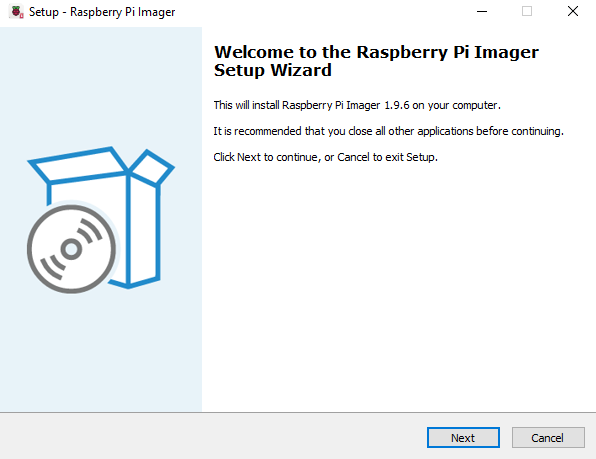 Setup - Raspberry Pi Imager
Welcome to the Raspberry Pi Imager
Setup Wizard
This will install Raspberry Pi Imager 1.9.6 on your computer.
It is recommended that you close all other applications before continuing.
Click Next to continue, or Cancel to exit Setup.
Next
Cancel